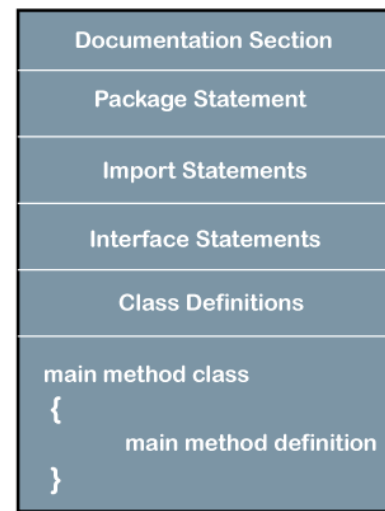 Documentation Section
Package Statement
Import Statements
Interface Statements
Class Definitions
main method class
{
main method definition
}